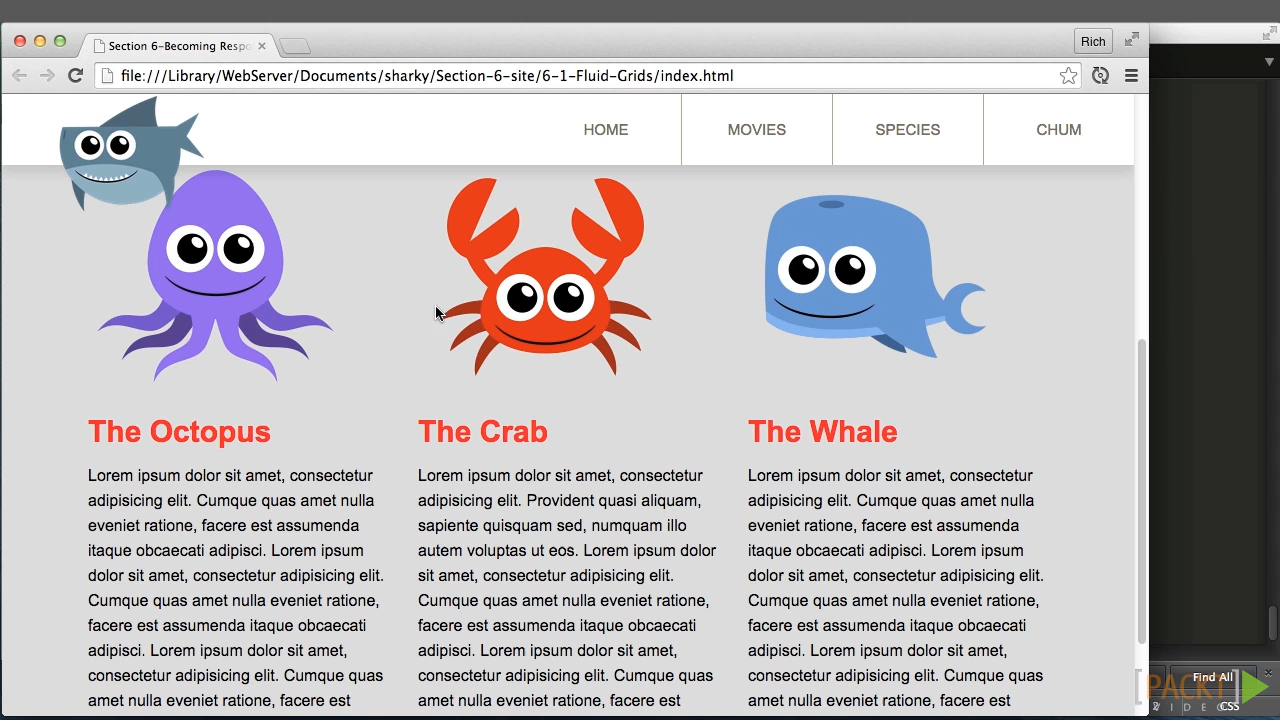 Section 6-Becoming Respo
Rich
file:///Library/WebServer/Documents/sharky/Section-6-site/6-1-Fluid-Grids/index.html
HOME
MOVIES
SPECIES
CHUM
The Octopus
Lorem ipsum dolor sit amet, consectetur
adipisicing elit. Cumque quas amet nulla
eveniet ratione, facere est assumenda
itaque obcaecati adipisci. Lorem ipsum
dolor sit amet, consectetur adipisicing elit.
Cumque quas amet nulla eveniet ratione,
facere est assumenda itaque obcaecati
adipisci. Lorem ipsum dolor sit amet,
consectetur adipisicing elit. Cumque quas
amet nulla eveniet ratione, facere est
The Crab
Lorem ipsum dolor sit amet, consectetur
adipisicing elit. Provident quasi aliquam,
sapiente quisquam sed, numquam illo
autem voluptas ut eos. Lorem ipsum dolor
sit amet, consectetur adipisicing elit.
Cumque quas amet nulla eveniet ratione,
facere est assumenda itaque obcaecati
adipisci. Lorem ipsum dolor sit amet,
consectetur adipisicing elit. Cumque quas
amet nulla eveniet ratione, facere est
The Whale
Lorem ipsum dolor sit amet, consectetur
adipisicing elit. Cumque quas amet nulla
eveniet ratione, facere est assumenda
itaque obcaecati adipisci. Lorem ipsum
dolor sit amet, consectetur adipisicing elit.
Cumque quas amet nulla eveniet ratione,
facere est assumenda itaque obcaecati
adipisci. Lorem ipsum dolor sit amet,
consectetur adipisicing elit. Cumque quas
amet nulla eveniet ratione, facere est
Find All
PACKT
VIDEO
CSS